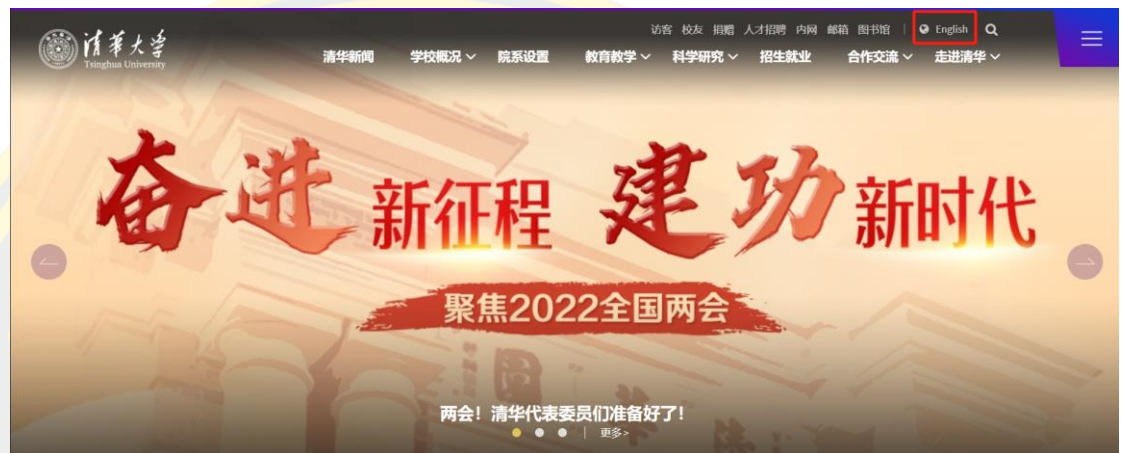 访客 校友 捐赠 人才招聘 内网 邮箱 图书馆 | English
清华大学
Tsinghua University
清华新闻 学校概况 院系设置 教育教学 科学研究 招生就业 合作交流 走进清华
奋进新征程 建功新时代
聚焦2022全国两会
两会！清华代表委员们准备好了！
更多>